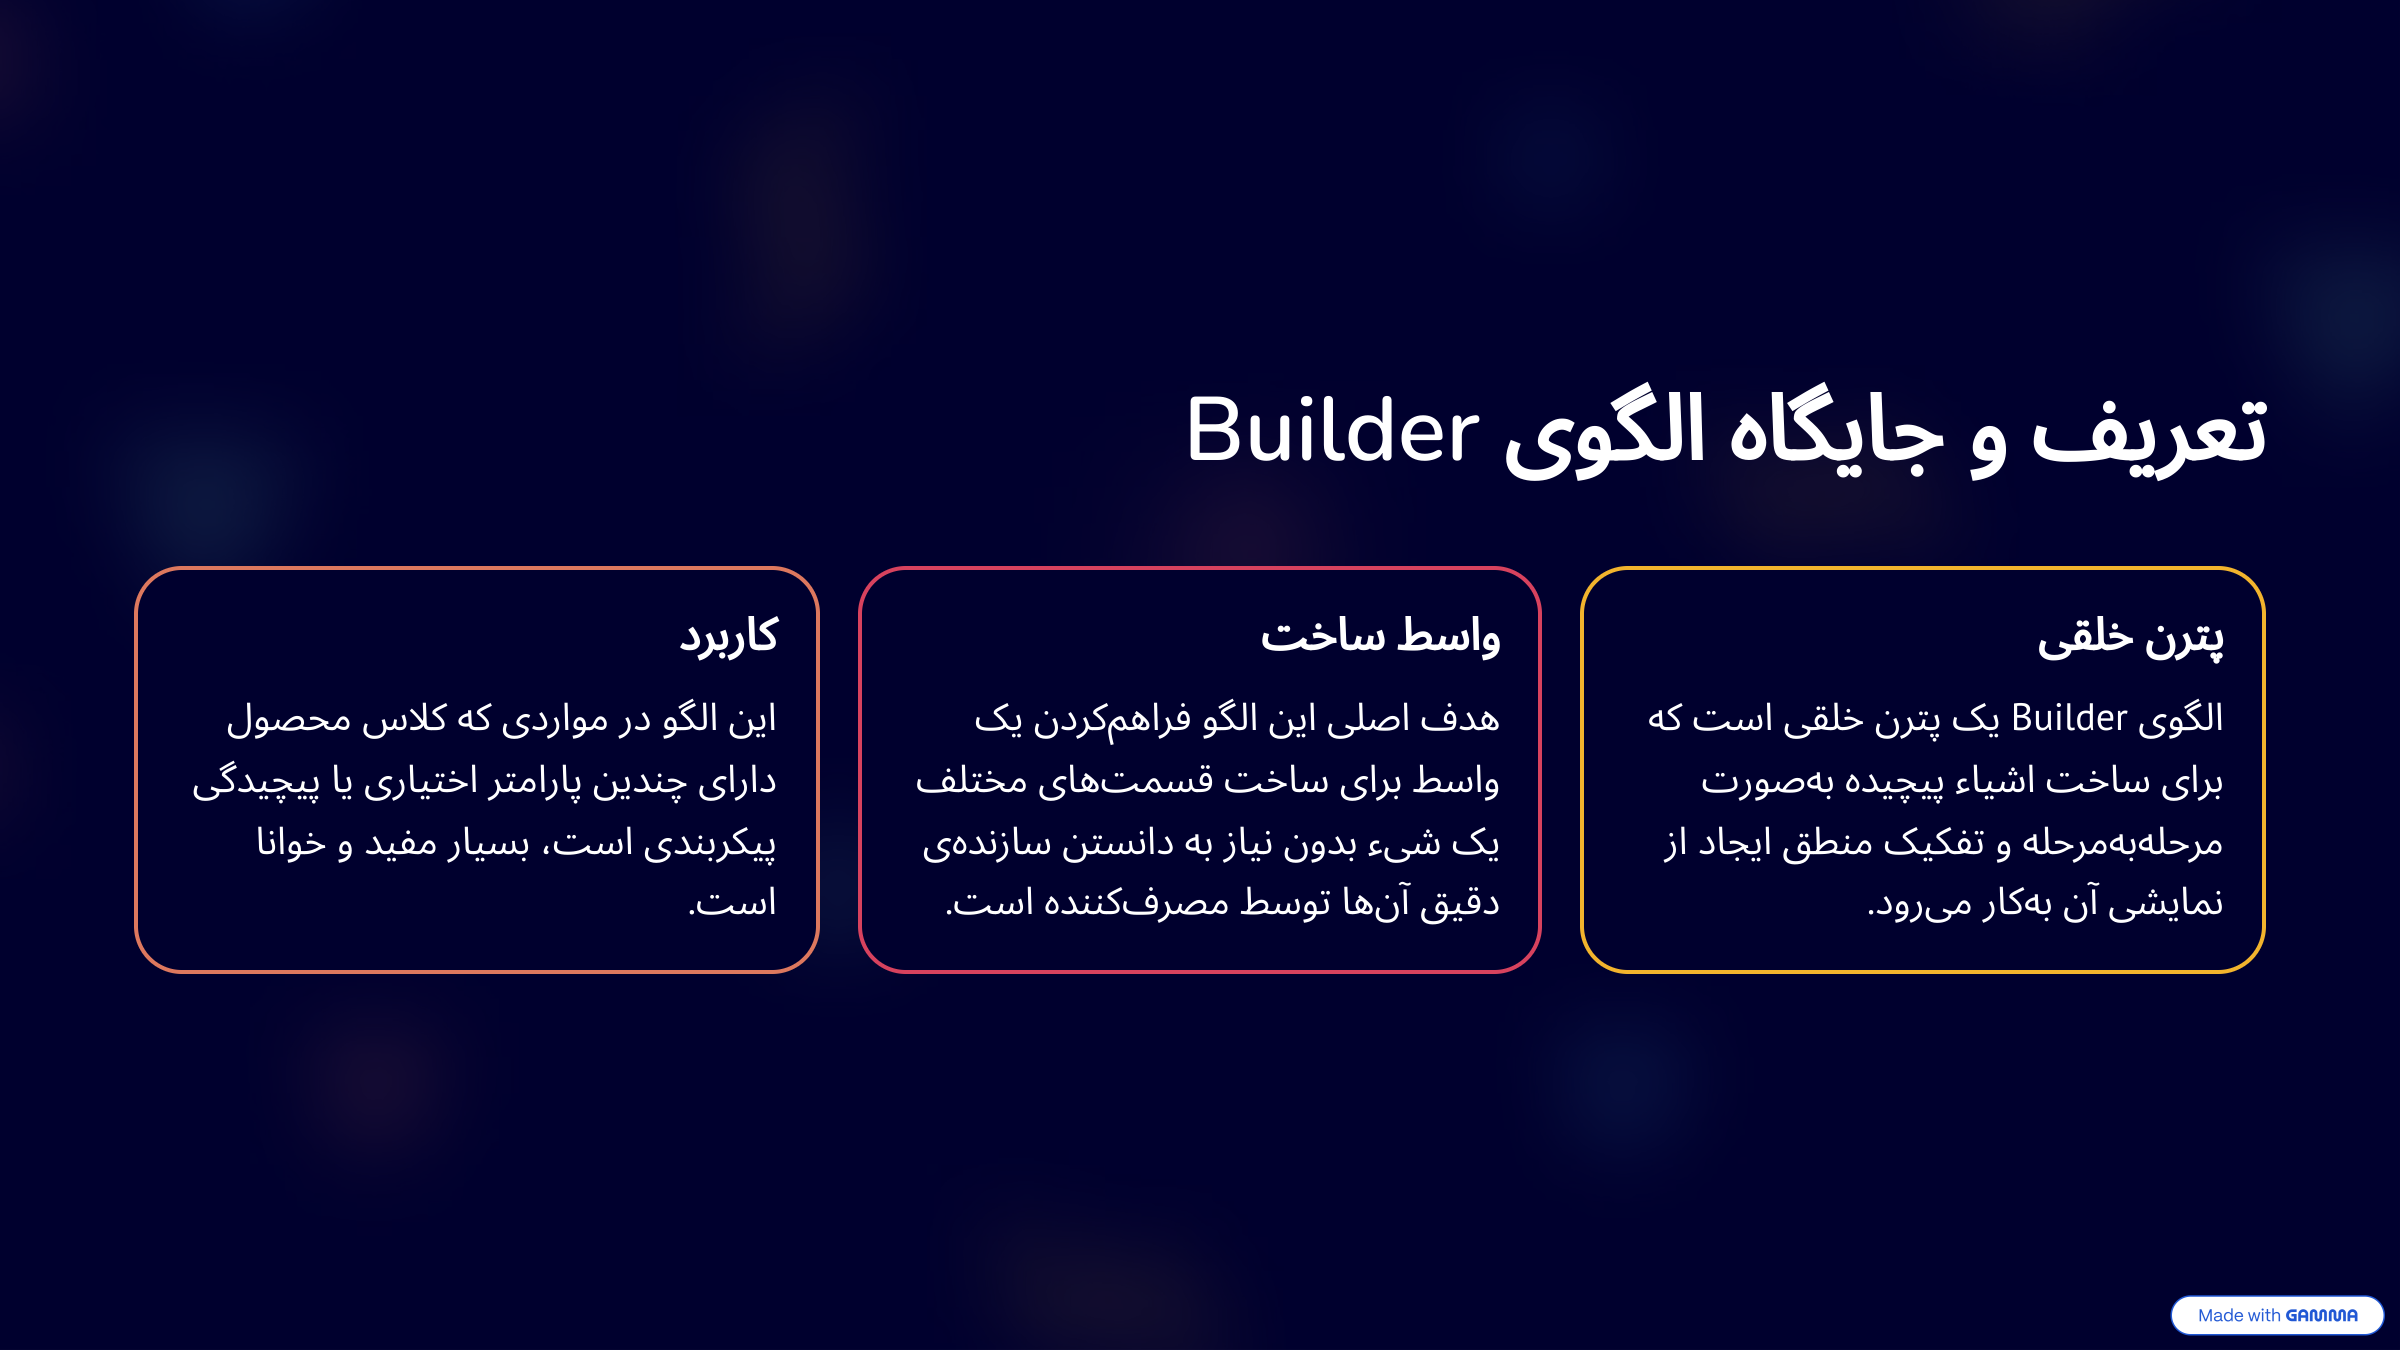 تعریف و جایگاه الگوی Builder
پترن خلقی
الگوی Builder یک پترن خلقی است که
برای ساخت اشیاء پیچیده به‌صورت
مرحله‌به‌مرحله و تفکیک منطق ایجاد از
نمایشی آن به‌کار می‌رود.
واسط ساخت
هدف اصلی این الگو فراهم‌کردن یک
واسط برای ساخت قسمت‌های مختلف
یک شیء بدون نیاز به دانستن سازنده‌ی
دقیق آن‌ها توسط مصرف‌کننده است.
کاربرد
این الگو در مواردی که کلاس محصول
دارای چندین پارامتر اختیاری یا پیچیدگی
پیکربندی است، بسیار مفید و خوانا
است.
Made with GAMMA